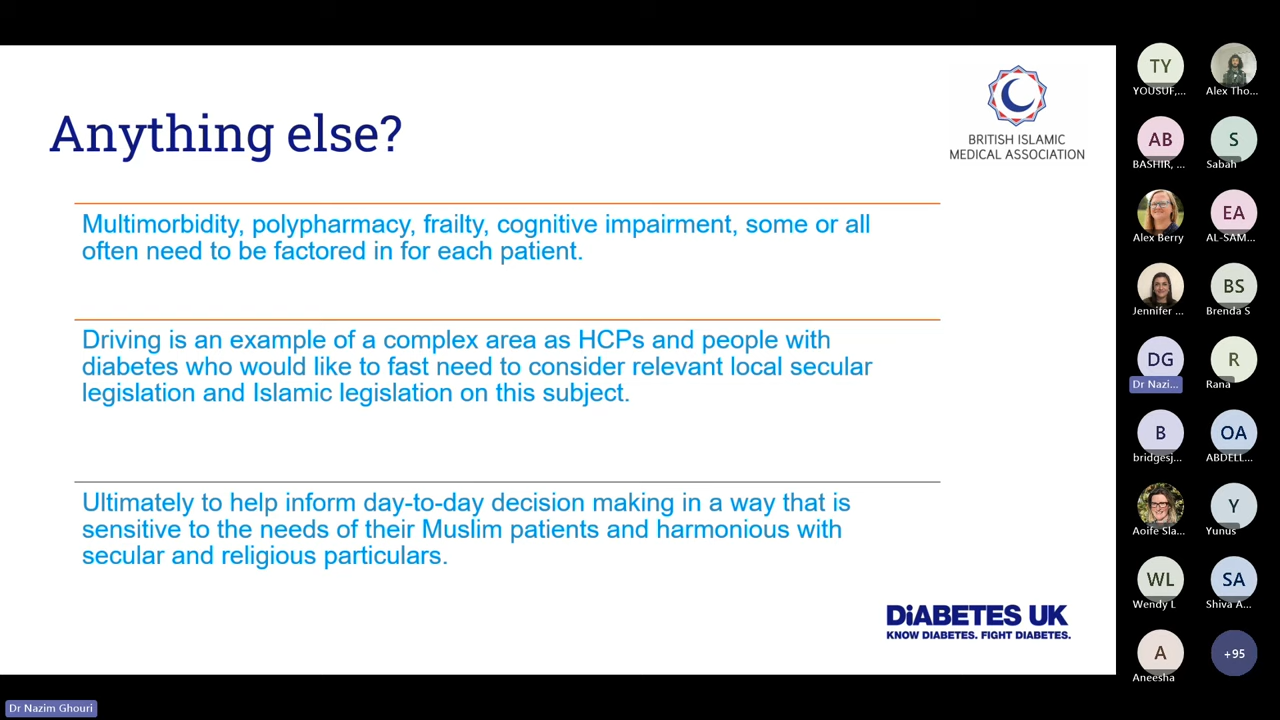 Anything else?
BRITISH ISLAMIC
MEDICAL ASSOCIATION
Multimorbidity, polypharmacy, frailty, cognitive impairment, some or all
often need to be factored in for each patient.
Driving is an example of a complex area as HCPs and people with
diabetes who would like to fast need to consider relevant local secular
legislation and Islamic legislation on this subject.
Ultimately to help inform day-to-day decision making in a way that is
sensitive to the needs of their Muslim patients and harmonious with
secular and religious particulars.
DiABETES UK
KNOW DIABETES. FIGHT DIABETES.
TY
YOUSUF,...
Alex Tho...
AB
BASHIR, ...
S
Sabah
Alex Berry
EA
AL-SAM...
Jennifer ...
BS
Brenda S
DG
Dr Nazi...
R
Rana
B
bridgesj...
OA
ABDELL...
Aoife Sla...
Y
Yunus
WL
Wendy L
SA
Shiva A...
A
Aneesha
+95
Dr Nazim Ghouri